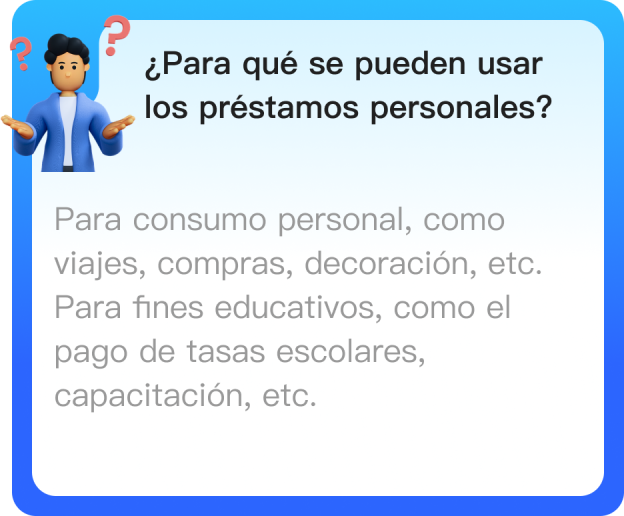 ¿Para qué se pueden usar
los préstamos personales?
Para consumo personal, como
viajes, compras, decoración, etc.
Para fines educativos, como el
pago de tasas escolares,
capacitación, etc.